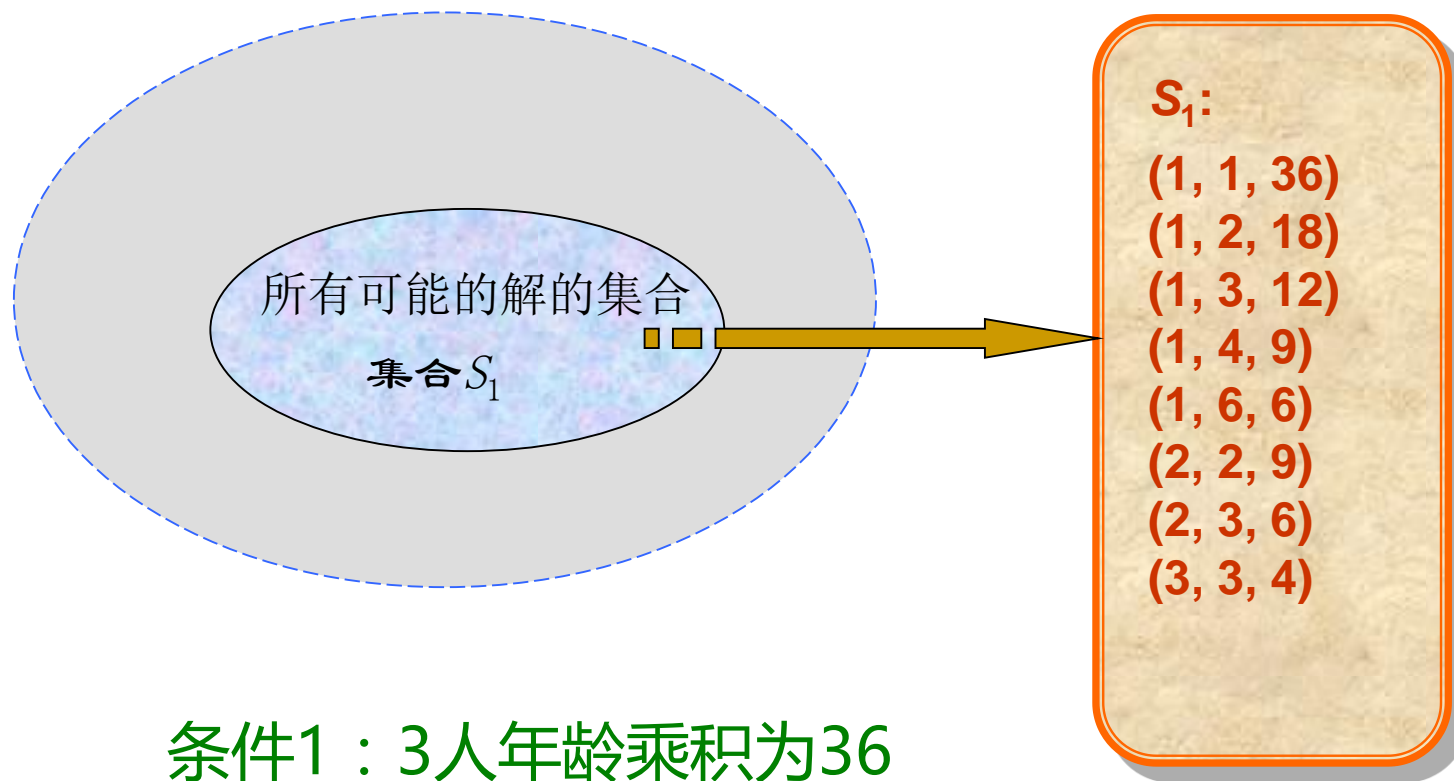 所有可能的解的集合
集合S₁
S₁:
(1, 1, 36)
(1, 2, 18)
(1, 3, 12)
(1, 4, 9)
(1, 6, 6)
(2, 2, 9)
(2, 3, 6)
(3, 3, 4)
条件1：3人年龄乘积为36